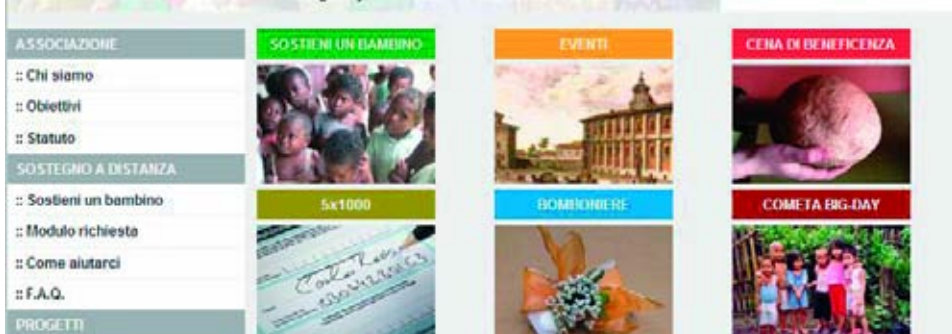 ASSOCIAZIONE
:: Chi siamo
:: Obiettivi
:: Statuto
SOSTEGNO A DISTANZA
:: Sostieni un bambino
:: Modulo richiesta
:: Come aiutarci
:: F.A.Q.
PROGETTI
SOSTIENI UN BAMBINO
EVENTI
CENA DI BENEFICENZA
5x1000
BOMBONIERE
COMETA BIG-DAY